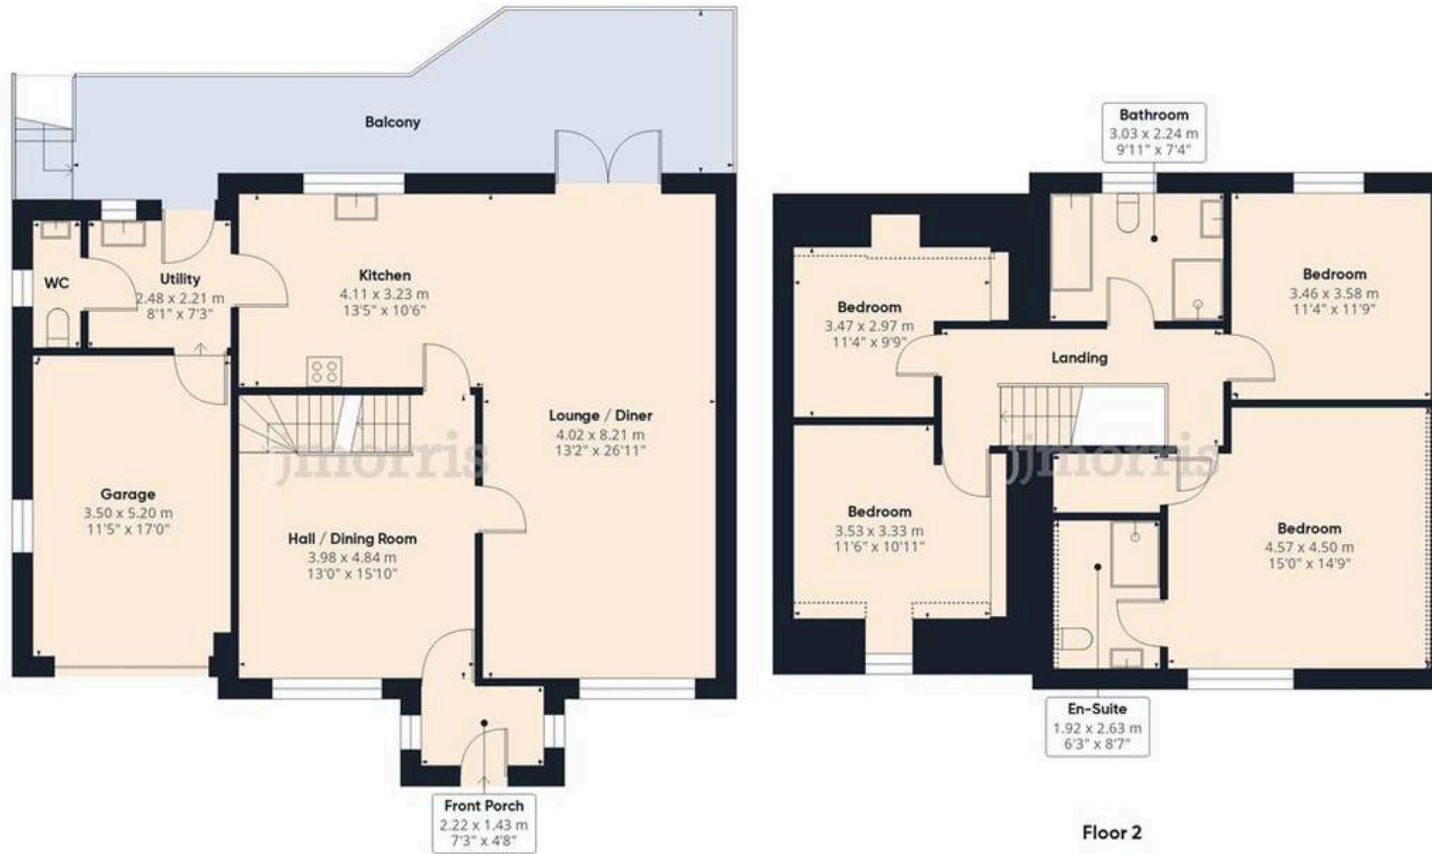 Balcony
WC
Utility
2.48 x 2.21 m
8'1" x 7'3"
Kitchen
4.11 x 3.23 m
13'5" x 10'6"
Lounge / Diner
4.02 x 8.21 m
13'2" x 26'11"
Garage
3.50 x 5.20 m
11'5" x 17'0"
Hall / Dining Room
3.98 x 4.84 m
13'0" x 15'10"
jjmorris
Front Porch
2.22 x 1.43 m
7'3" x 4'8"
Bathroom
3.03 x 2.24 m
9'11" x 7'4"
Bedroom
3.47 x 2.97 m
11'4" x 9'9"
Bedroom
3.46 x 3.58 m
11'4" x 11'9"
Landing
jjmorris
Bedroom
3.53 x 3.33 m
11'6" x 10'11"
Bedroom
4.57 x 4.50 m
15'0" x 14'9"
En-Suite
1.92 x 2.63 m
6'3" x 8'7"
Floor 2